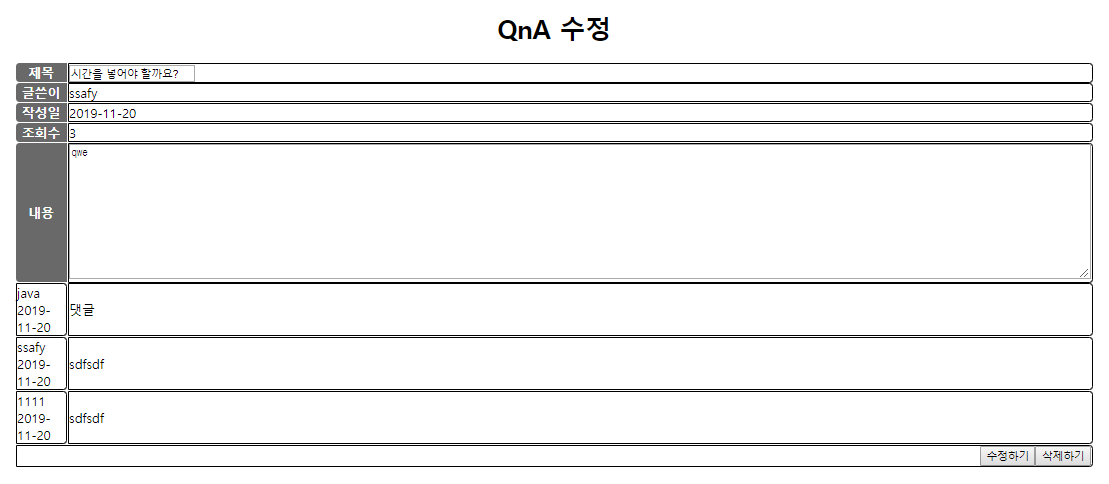 QnA 수정
제목 시간을 넣어야 할까요?
글쓴이 ssafy
작성일 2019-11-20
조회수 3
내용 qwe
java
2019-
11-20
댓글
ssafy
2019-
11-20
sdfsdf
1111
2019-
11-20
sdfsdf
수정하기 삭제하기